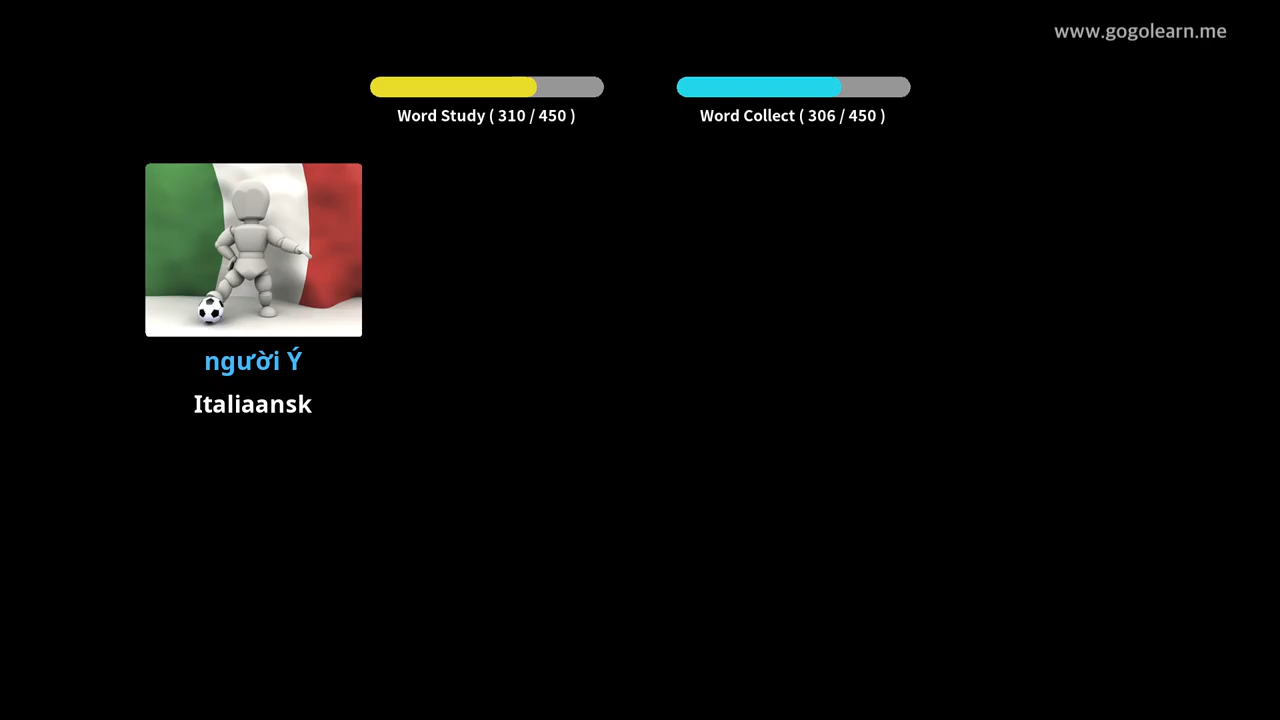 www.gogolearn.me
Word Study ( 310 / 450 )
Word Collect ( 306 / 450 )
người Ý
Italiaansk